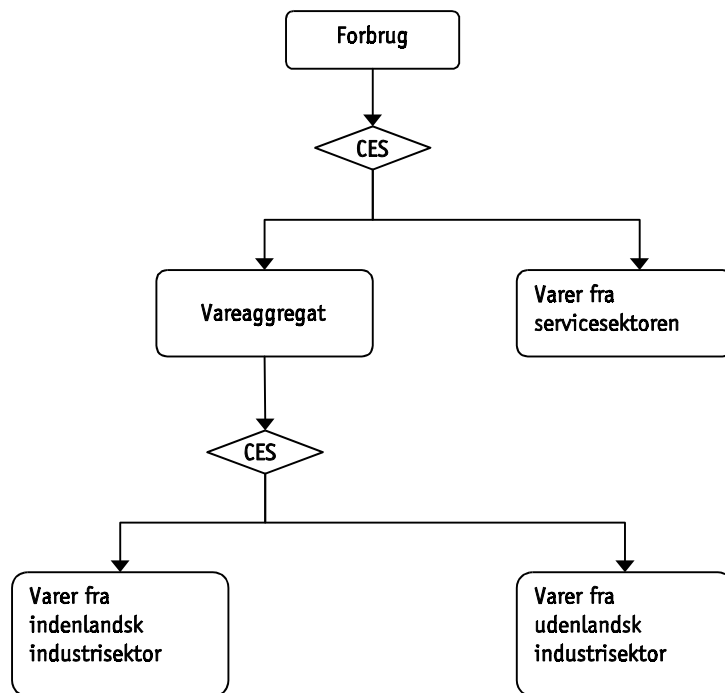 Forbrug
CES
Vareaggregat
Varer fra
servicesektoren
CES
Varer fra
indenlandsk
industrisektor
Varer fra
udenlandsk
industrisektor